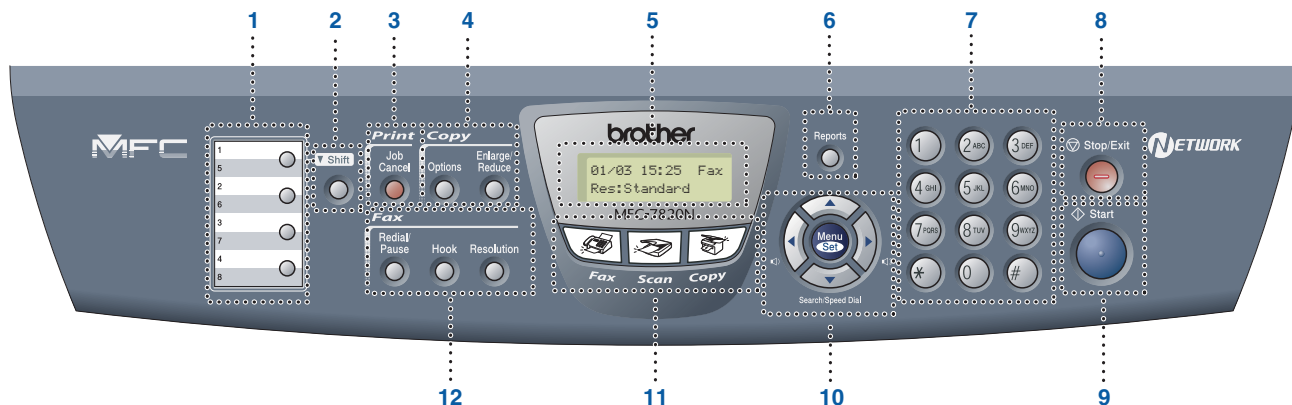 1 2 3 4 5 6 7 8
MFC
1
5
2
6
3
7
4
8
▼ Shift
Print
Job
Cancel
Copy
Options
Enlarge/
Reduce
Fax
Redial/
Pause
Hook
Resolution
brother
01/03 15:25 Fax
Res:Standard
MFC-7820N
Fax Scan Copy
Reports
Menu
Set
Search/Speed Dial
1 2 ABC 3 DEF
4 GHI 5 JKL 6 MNO
7 PQRS 8 TUV 9 WXYZ
* 0 #
Stop/Exit
Start
NETWORK
12 11 10 9